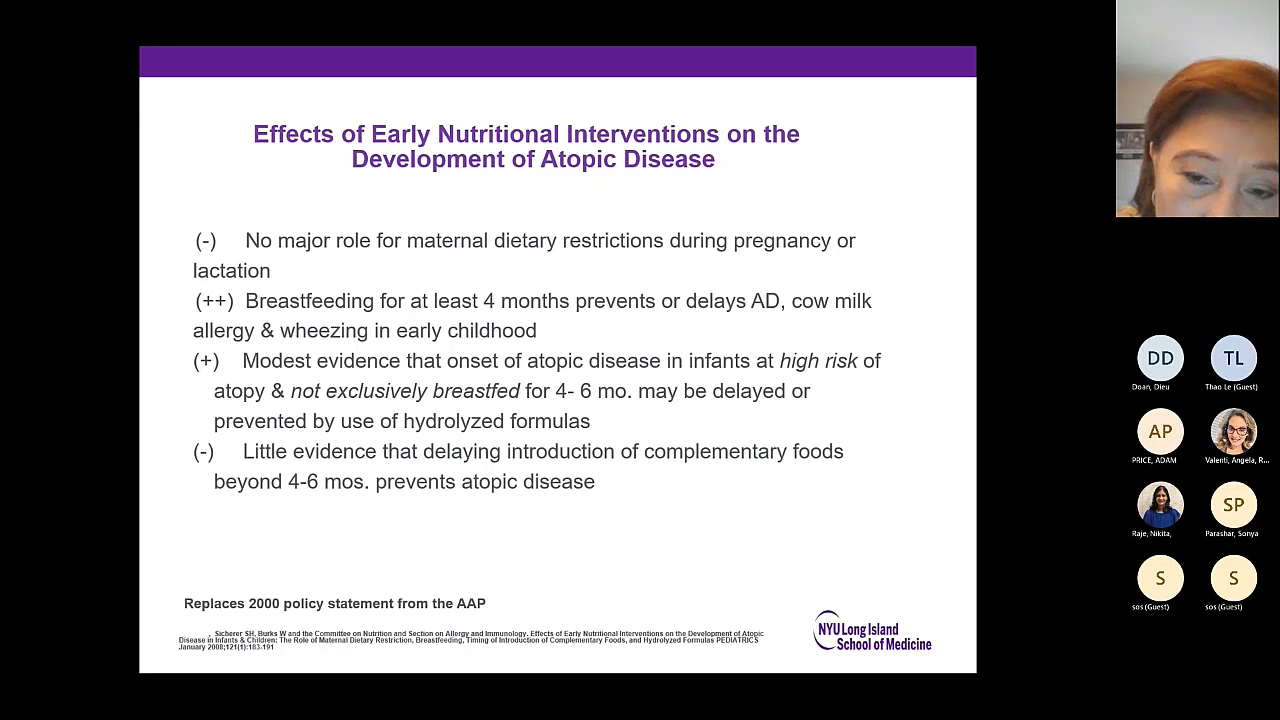 Effects of Early Nutritional Interventions on the
Development of Atopic Disease
(-) No major role for maternal dietary restrictions during pregnancy or
lactation
(++) Breastfeeding for at least 4 months prevents or delays AD, cow milk
allergy & wheezing in early childhood
(+) Modest evidence that onset of atopic disease in infants at high risk of
atopy & not exclusively breastfed for 4- 6 mo. may be delayed or
prevented by use of hydrolyzed formulas
(-) Little evidence that delaying introduction of complementary foods
beyond 4-6 mos. prevents atopic disease
Replaces 2000 policy statement from the AAP
, Sicherer SH, Burks W and the Committee on Nutrition and Section on Allergy and Immunology. Effects of Early Nutritional Interventions on the Development of Atopic
Disease in Infants & Children: The Role of Maternal Dietary Restriction, Breastfeeding, Timing of Introduction of Complementary Foods, and Hydrolyzed Formulas PEDIATRICS
January 2008;121(1):183-191
NYU Long Island
School of Medicine
DD
TL
Doan, Dieu
Thao Le (Guest)
AP
PRICE, ADAM
Valenti, Angela, R...
SP
Raje, Nikita,
Parashar, Sonya
S
S
sos (Guest)
sos (Guest)